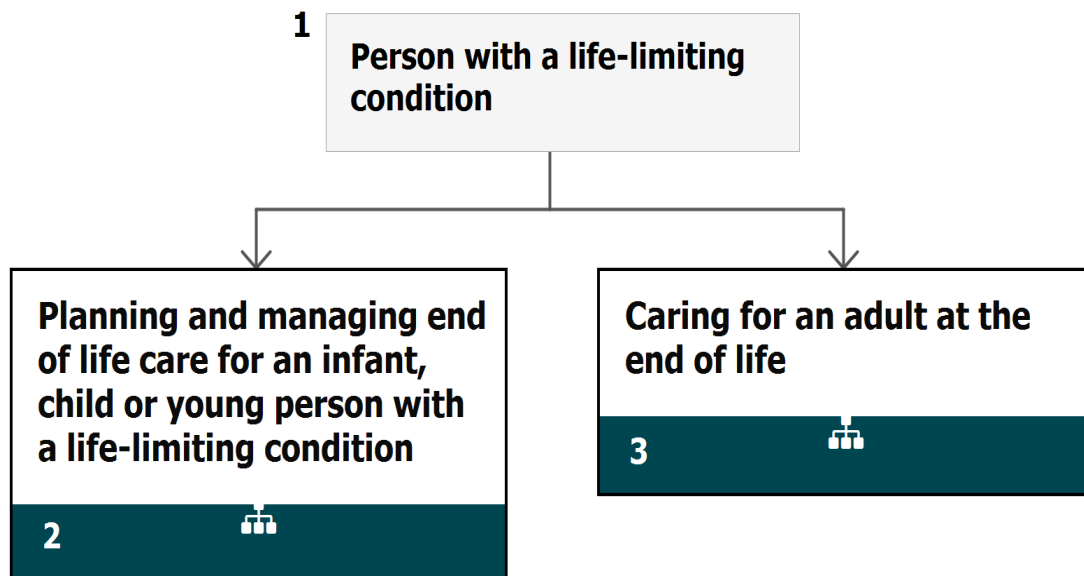 1
Person with a life-limiting
condition
Planning and managing end
of life care for an infant,
child or young person with
a life-limiting condition
2
Caring for an adult at the
end of life
3